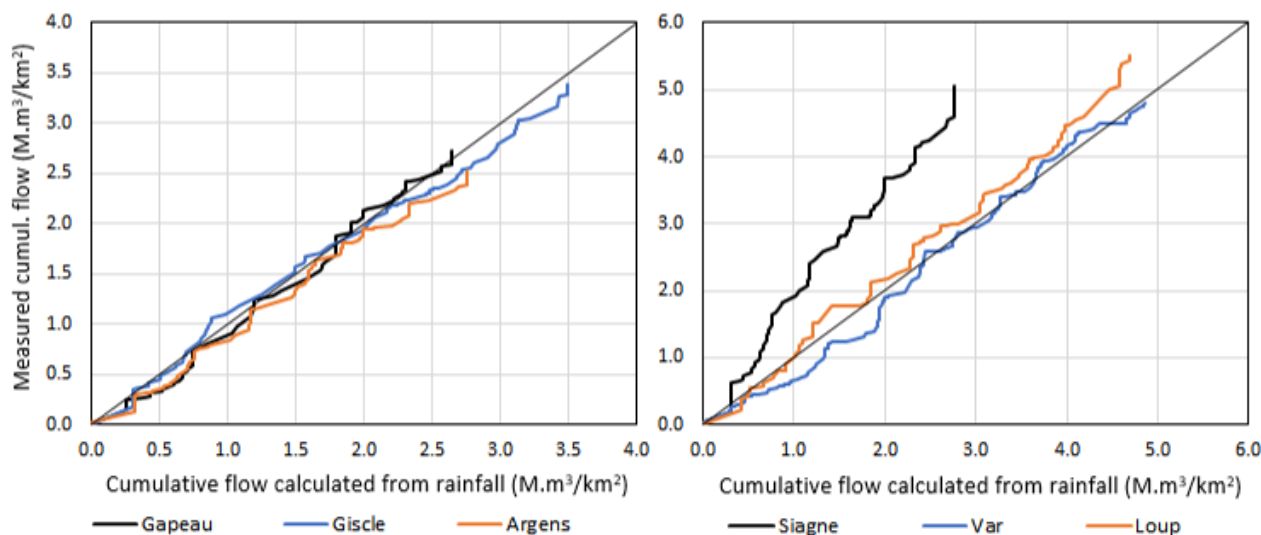 Measured cumul. flow (M.m³/km²)
4.0
3.5
3.0
2.5
2.0
1.5
1.0
0.5
0.0
0.0 0.5 1.0 1.5 2.0 2.5 3.0 3.5 4.0
Cumulative flow calculated from rainfall (M.m³/km²)
Gapeau Giscle Argens
6.0
5.0
4.0
3.0
2.0
1.0
0.0
0.0 1.0 2.0 3.0 4.0 5.0 6.0
Cumulative flow calculated from rainfall (M.m³/km²)
Siagne Var Loup